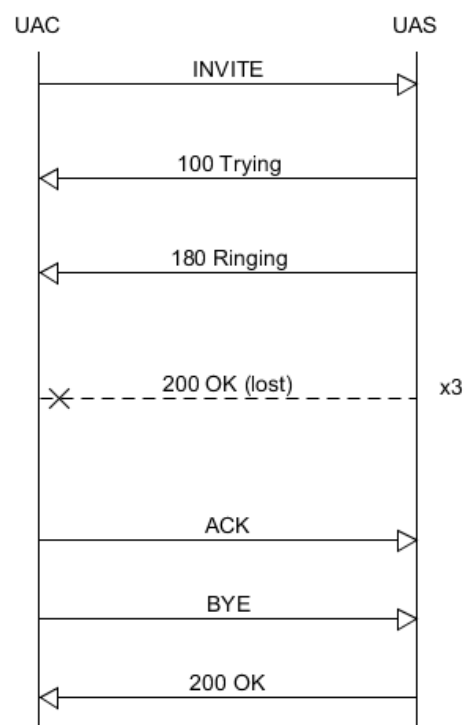 UAC UAS
INVITE
100 Trying
180 Ringing
200 OK (lost) x3
ACK
BYE
200 OK